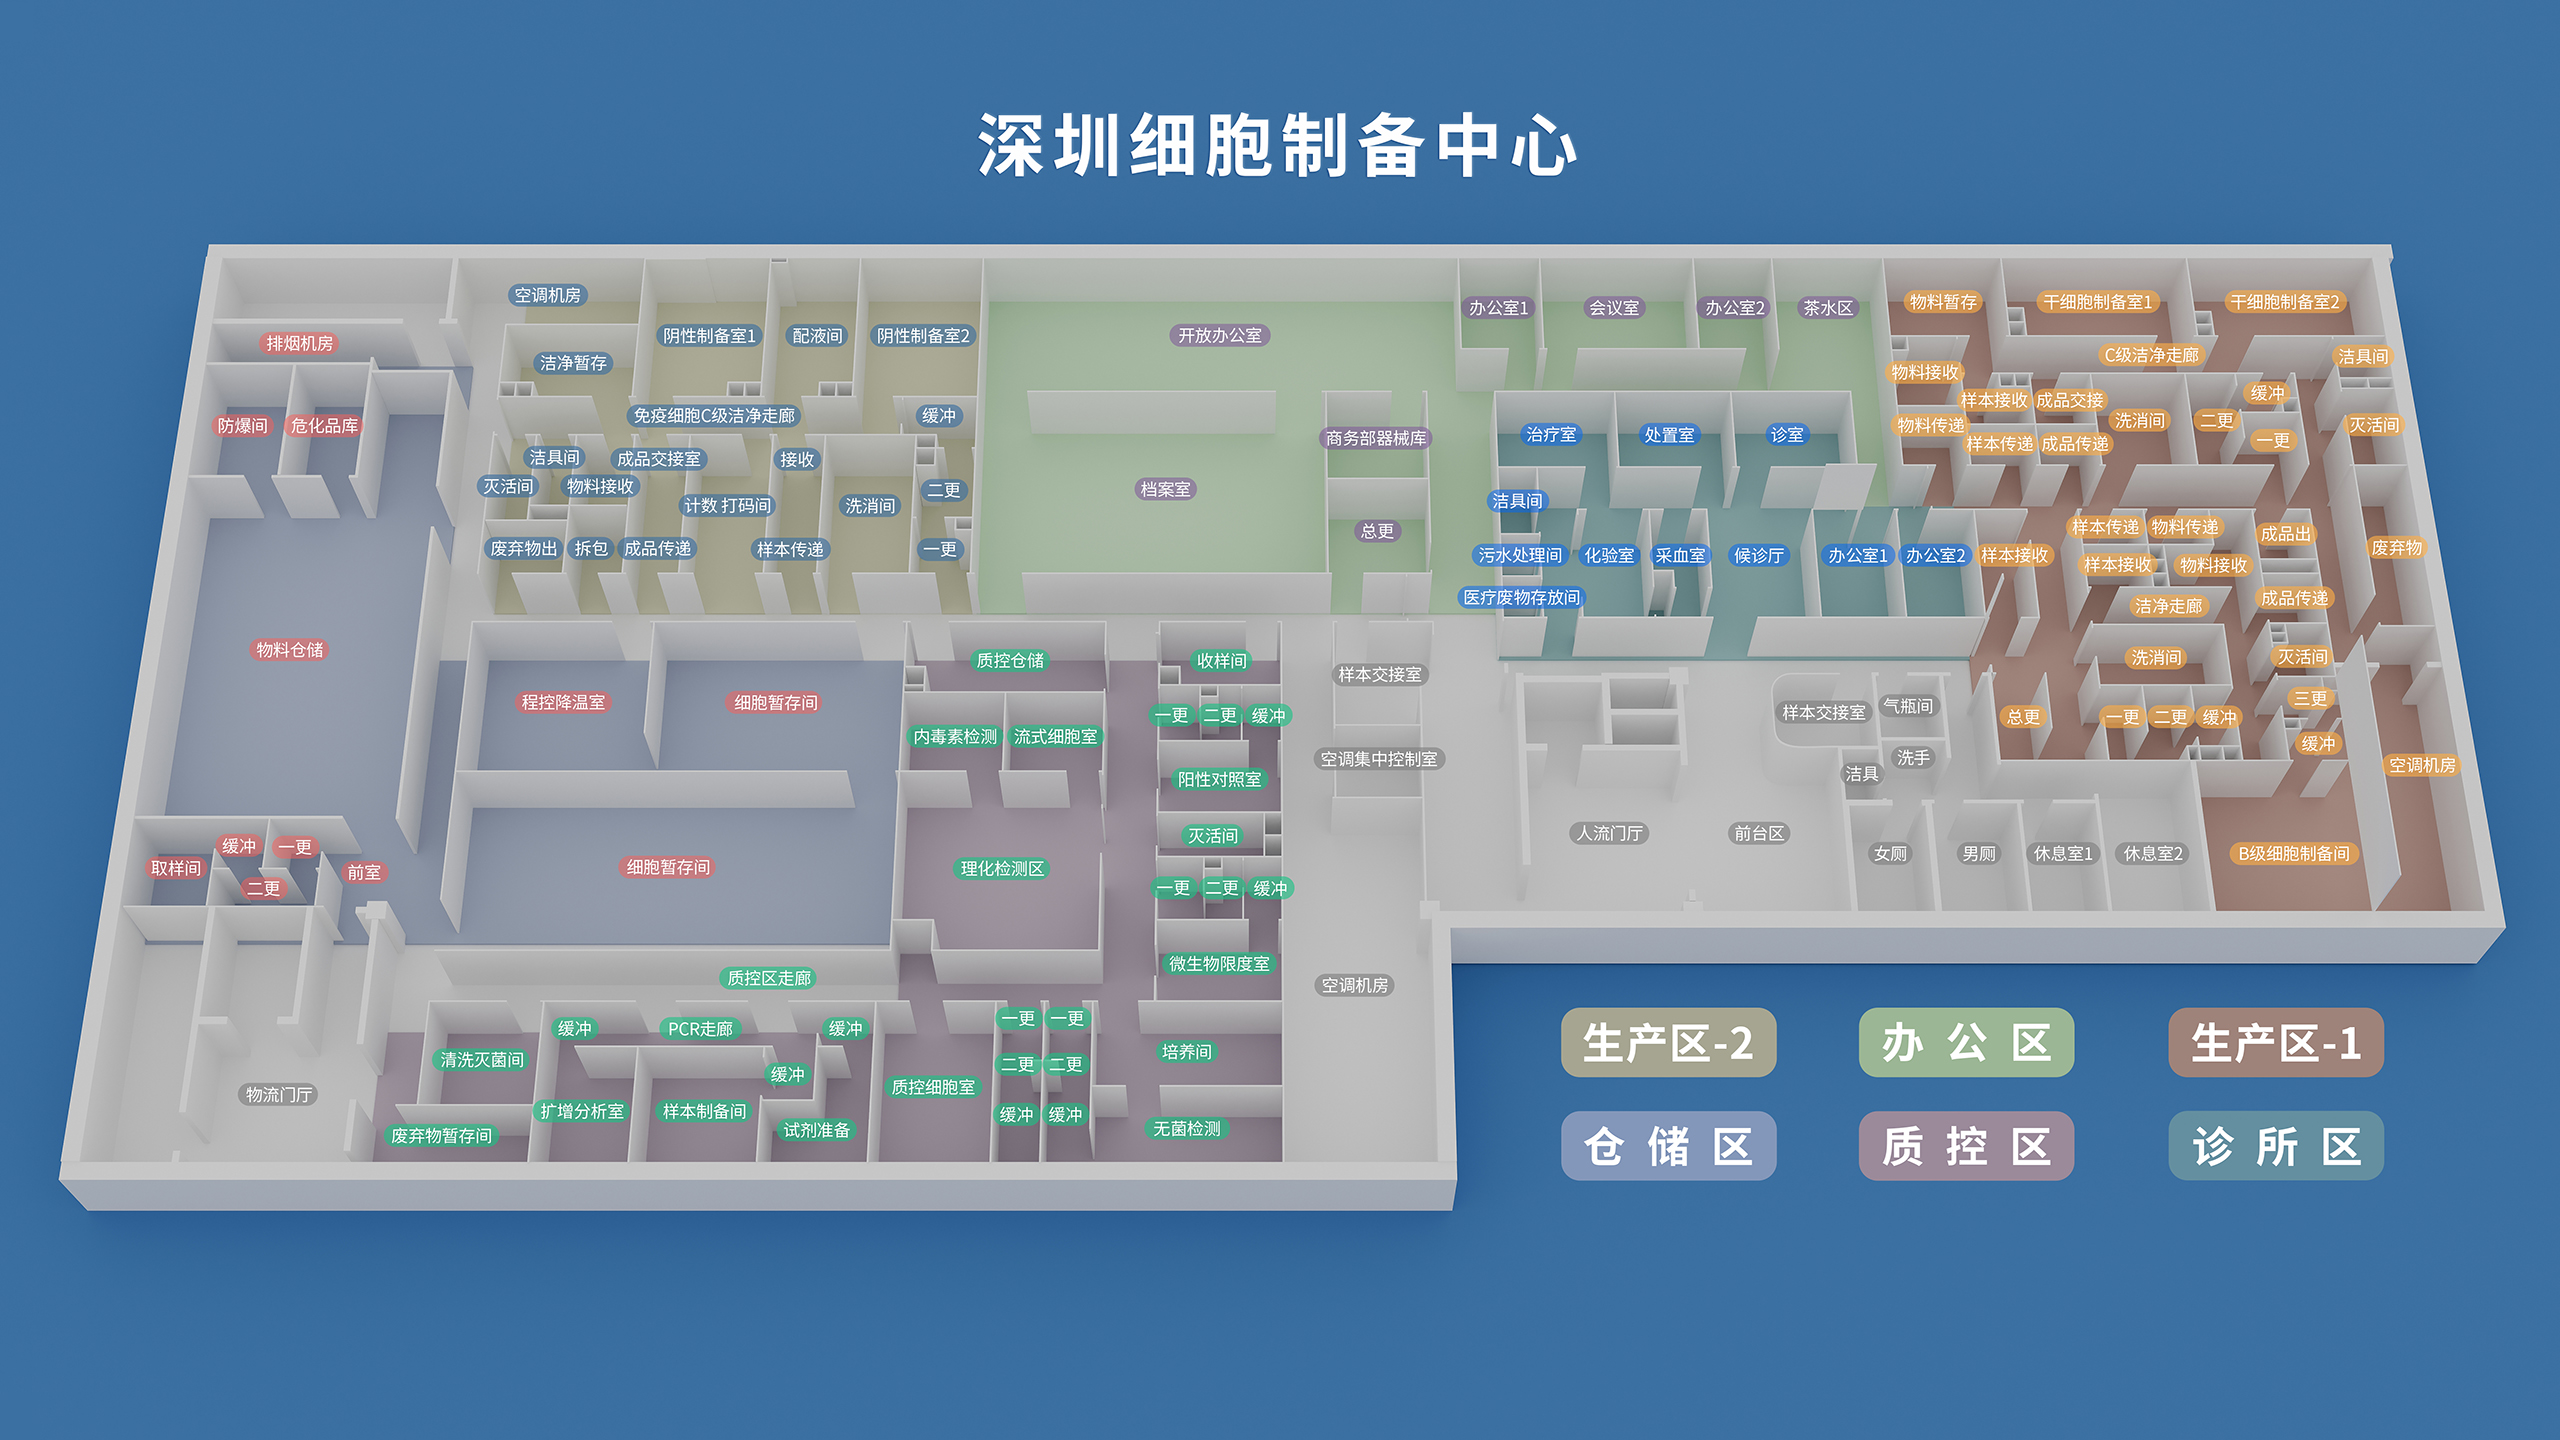 深圳细胞制备中心
空调机房
排烟机房
防爆间
危化品库
物料仓储
程控降温室
细胞暂存间
细胞暂存间
取样间
缓冲
一更
二更
前室
物流门厅
洁净暂存
阴性制备室1
配液间
阴性制备室2
免疫细胞C级洁净走廊
缓冲
洁具间
成品交接室
接收
灭活间
物料接收
计数 打码间
洗消间
二更
废弃物出
拆包
成品传递
样本传递
一更
开放办公室
档案室
商务部器械库
总更
办公室1
会议室
办公室2
茶水区
治疗室
处置室
诊室
洁具间
污水处理间
化验室
采血室
候诊厅
办公室1
办公室2
医疗废物存放间
物料暂存
干细胞制备室1
干细胞制备室2
C级洁净走廊
洁具间
物料接收
样本接收
成品交接
缓冲
物料传递
样本传递
成品传递
洗消间
二更
一更
灭活间
样本接收
样本传递
物料传递
成品出
废弃物
样本接收
物料接收
成品传递
洁净走廊
洗消间
灭活间
三更
总更
一更
二更
缓冲
缓冲
空调机房
B级细胞制备间
质控仓储
收样间
一更
二更
缓冲
内毒素检测
流式细胞室
阳性对照室
灭活间
理化检测区
一更
二更
缓冲
微生物限度室
质控区走廊
缓冲
PCR走廊
缓冲
一更
一更
清洗灭菌间
缓冲
二更
二更
培养间
质控细胞室
扩增分析室
样本制备间
试剂准备
缓冲
缓冲
无菌检测
废弃物暂存间
样本交接室
空调集中控制室
空调机房
样本交接室
气瓶间
洗手
洁具
人流门厅
前台区
女厕
男厕
休息室1
休息室2
生产区-2
办公区
生产区-1
仓储区
质控区
诊所区